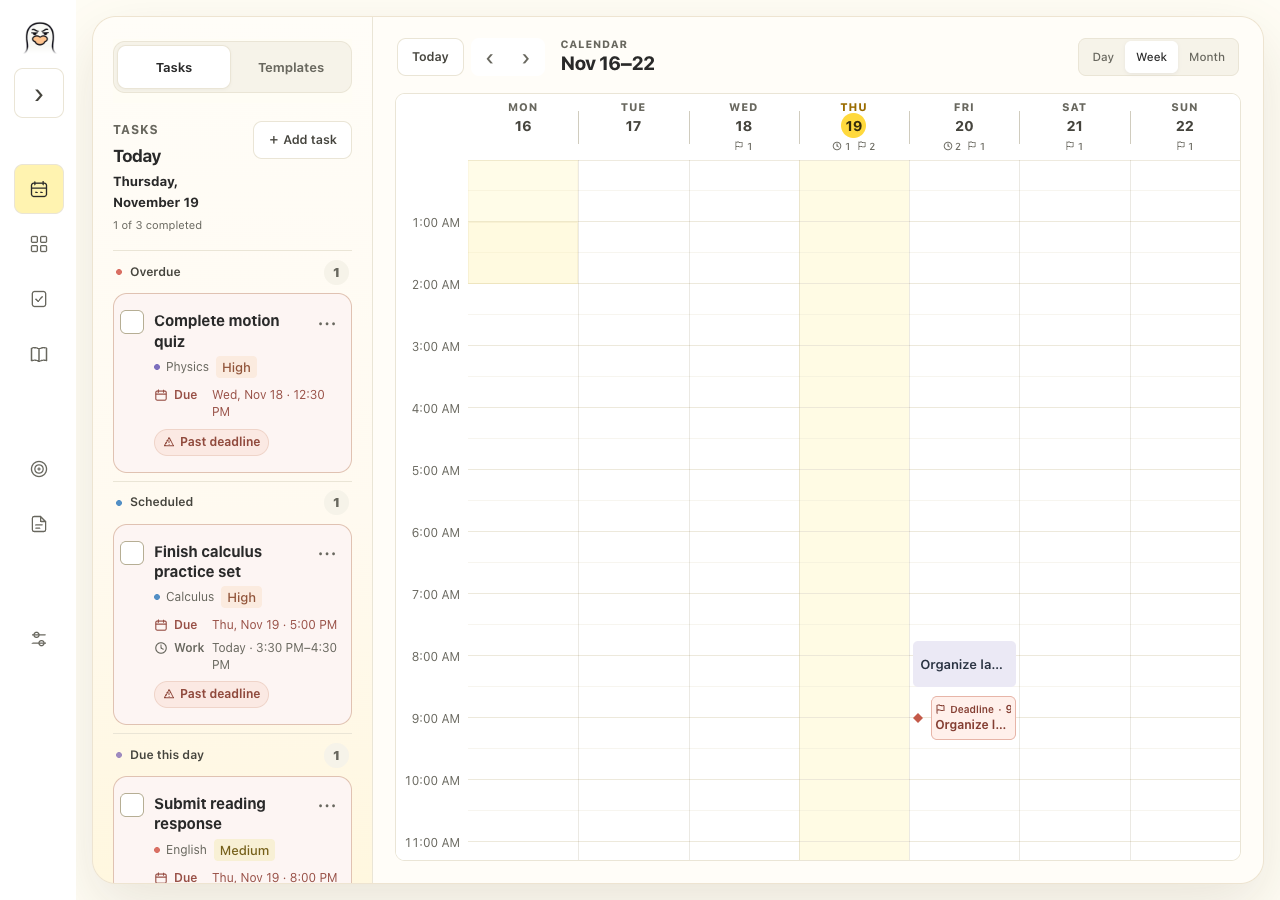 Tasks
Templates
TASKS
+ Add task
Today
Thursday,
November 19
1 of 3 completed
Overdue
1
Complete motion
quiz
Physics
High
Due
Wed, Nov 18 · 12:30
PM
Past deadline
Scheduled
1
Finish calculus
practice set
Calculus
High
Due
Thu, Nov 19 · 5:00 PM
Work
Today · 3:30 PM–4:30
PM
Past deadline
Due this day
1
Submit reading
response
English
Medium
Due
Thu, Nov 19 · 8:00 PM
Today
CALENDAR
Nov 16–22
Day
Week
Month
MON
16
TUE
17
WED
18
1
THU
19
1
2
FRI
20
2
1
SAT
21
1
SUN
22
1
1:00 AM
2:00 AM
3:00 AM
4:00 AM
5:00 AM
6:00 AM
7:00 AM
8:00 AM
9:00 AM
10:00 AM
11:00 AM
Organize la...
Deadline · 9
Organize l...